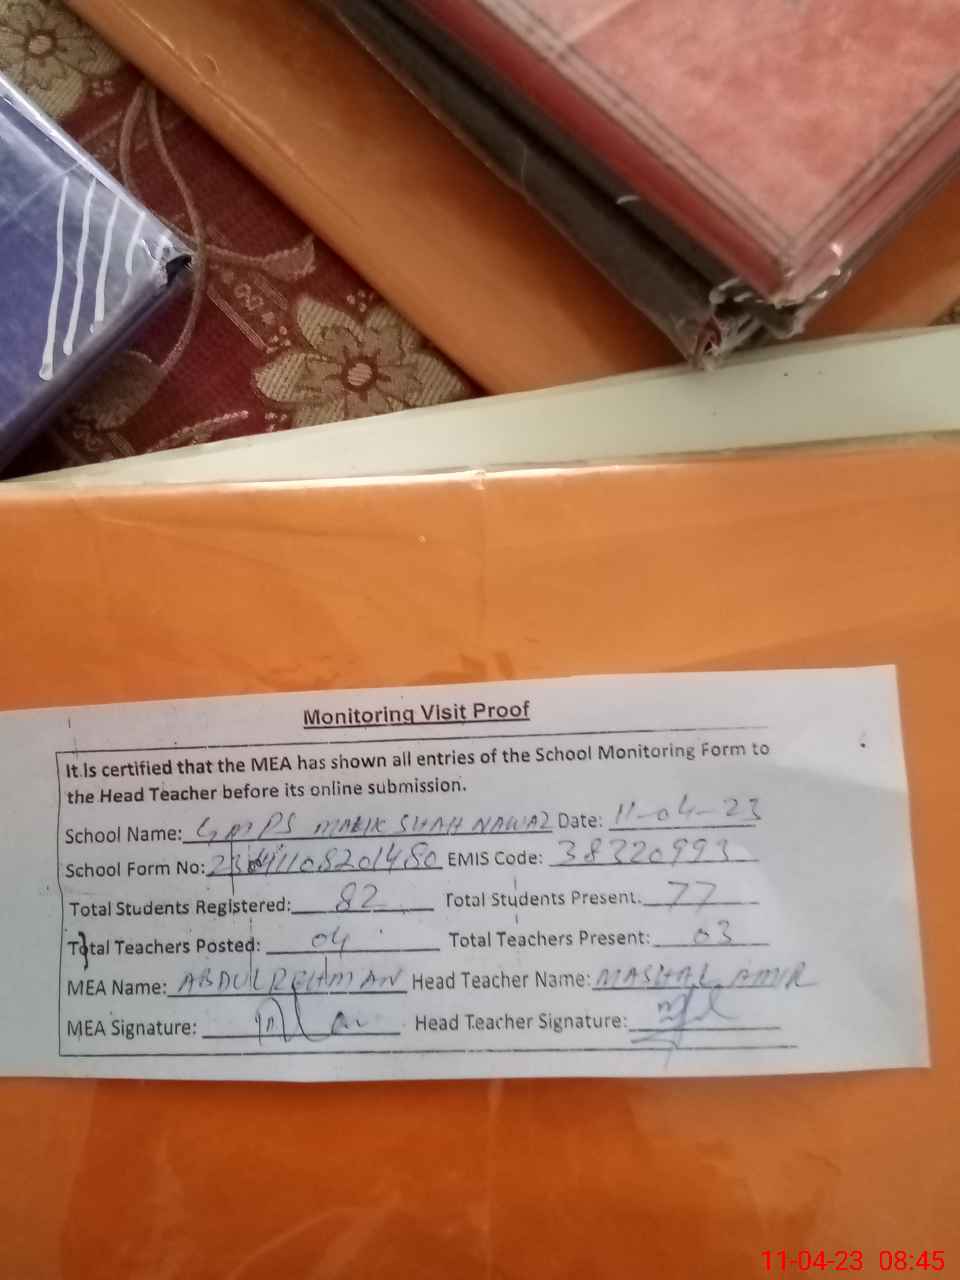 Monitoring Visit Proof
It Is certified that the MEA has shown all entries of the School Monitoring Form to
the Head Teacher before its online submission.
School Name: GMPS MALIK SHAH NAWAZ Date: 11-04-23
School Form No: EMIS Code: 38320993
Total Students Registered: 82 Total Students Present: 77
Total Teachers Posted: 04 Total Teachers Present: 03
MEA Name: ABDUL REHMAN Head Teacher Name: MASHAL AMIR
MEA Signature: Head Teacher Signature:
11-04-23 08:45